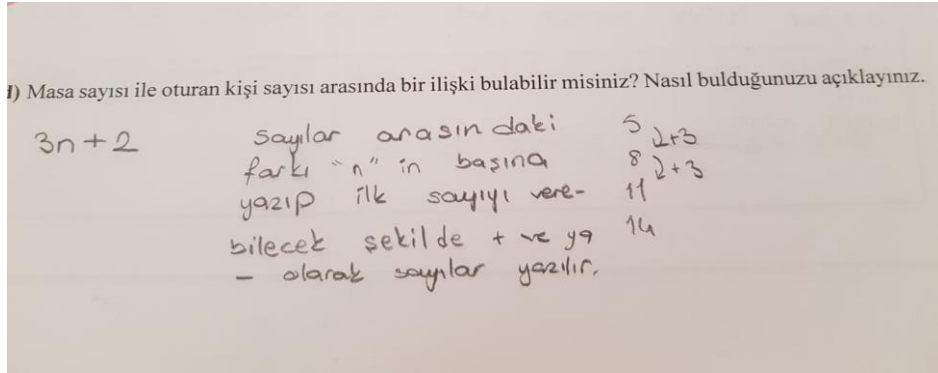 d) Masa sayısı ile oturan kişi sayısı arasında bir ilişki bulabilir misiniz? Nasıl bulduğunuzu açıklayınız.
3n+2
Sayılar arasındaki
farkı "n" in başına
yazıp ilk sayıyı vere-
bilecek şekilde + ve ya
- olarak sayılar yazılır.
5
8
11
14
)+3
)+3